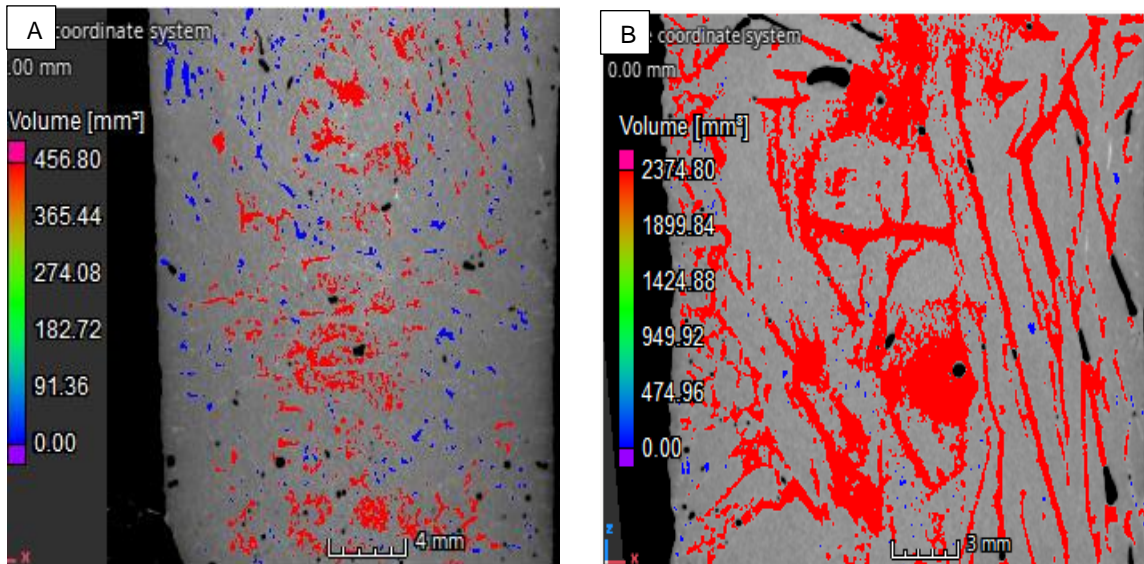 A
coordinate system
.00 mm
Volume [mm³]
456.80
365.44
274.08
182.72
91.36
0.00
x
4 mm
B
coordinate system
0.00 mm
Volume [mm³]
2374.80
1899.84
1424.88
949.92
474.96
0.00
z
x
3 mm